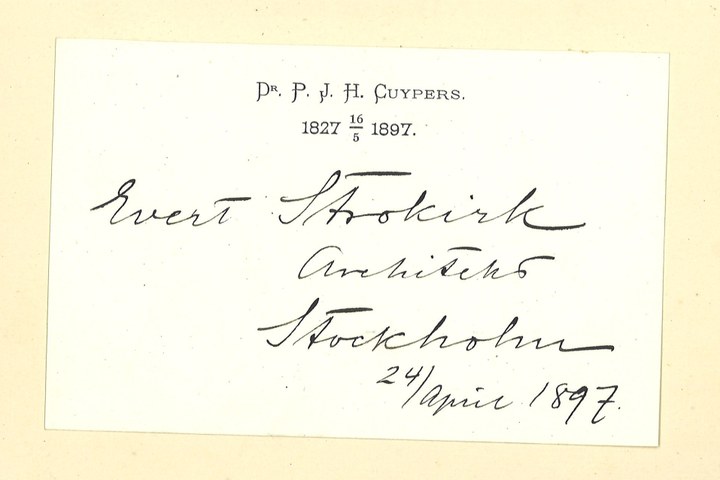 Dr. P. J. H. Cuypers.
1827 16/5 1897.
Evert Strokirk
Architekt
Stockholm
24/April 1897.